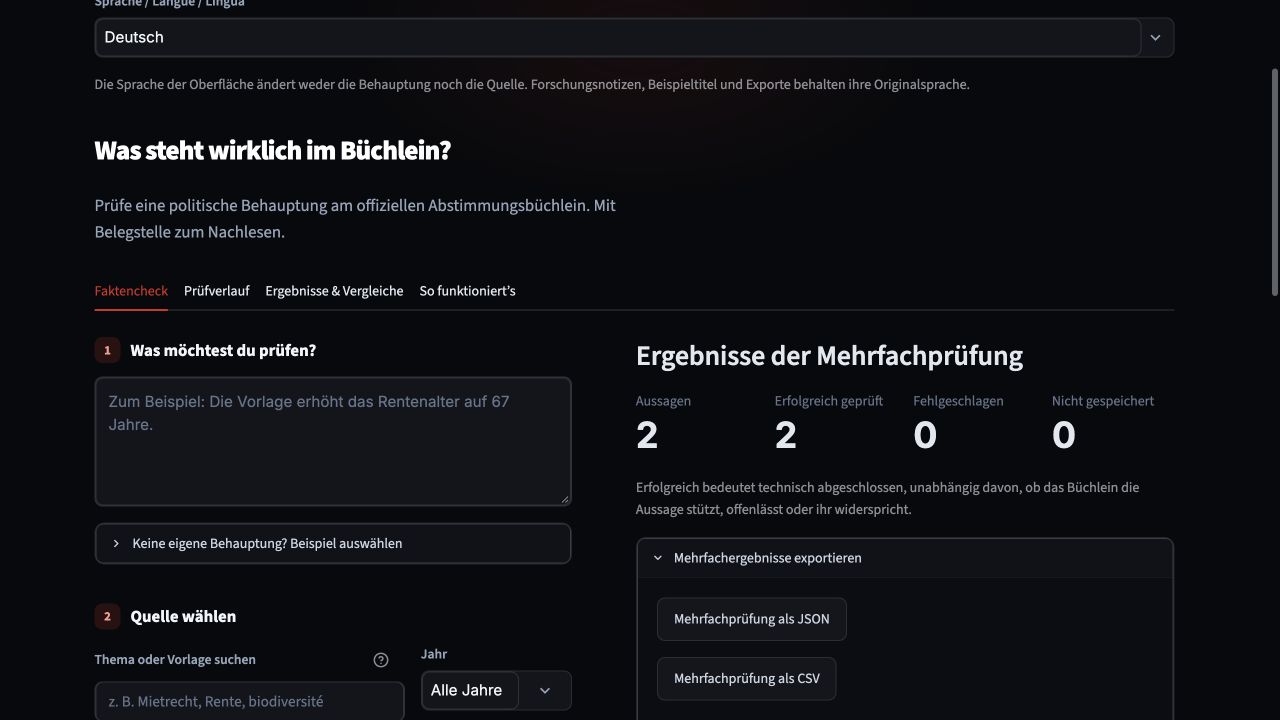 Sprache / Langue / Lingua
Deutsch
Die Sprache der Oberfläche ändert weder die Behauptung noch die Quelle. Forschungsnotizen, Beispieltitel und Exporte behalten ihre Originalsprache.
Was steht wirklich im Büchlein?
Prüfe eine politische Behauptung am offiziellen Abstimmungsbüchlein. Mit
Belegstelle zum Nachlesen.
Faktencheck Prüfverlauf Ergebnisse & Vergleiche So funktioniert’s
1 Was möchtest du prüfen?
Zum Beispiel: Die Vorlage erhöht das Rentenalter auf 67
Jahre.
Keine eigene Behauptung? Beispiel auswählen
2 Quelle wählen
Thema oder Vorlage suchen
z. B. Mietrecht, Rente, biodiversité
Jahr
Alle Jahre
Ergebnisse der Mehrfachprüfung
Aussagen Erfolgreich geprüft Fehlgeschlagen Nicht gespeichert
2 2 0 0
Erfolgreich bedeutet technisch abgeschlossen, unabhängig davon, ob das Büchlein die
Aussage stützt, offenlässt oder ihr widerspricht.
Mehrfachergebnisse exportieren
Mehrfachprüfung als JSON
Mehrfachprüfung als CSV